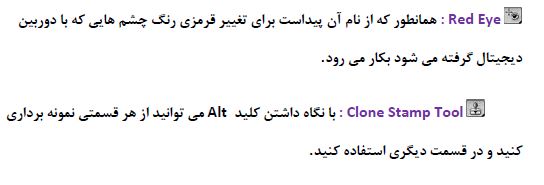 Red Eye : همانطور که از نام آن پیداست برای تغییر قرمزی رنگ چشم هایی که با دوربین
دیجیتال گرفته می شود بکار می رود.
Clone Stamp Tool : با نگاه داشتن کلید Alt می توانید از هر قسمتی نمونه برداری
کنید و در قسمت دیگری استفاده کنید.